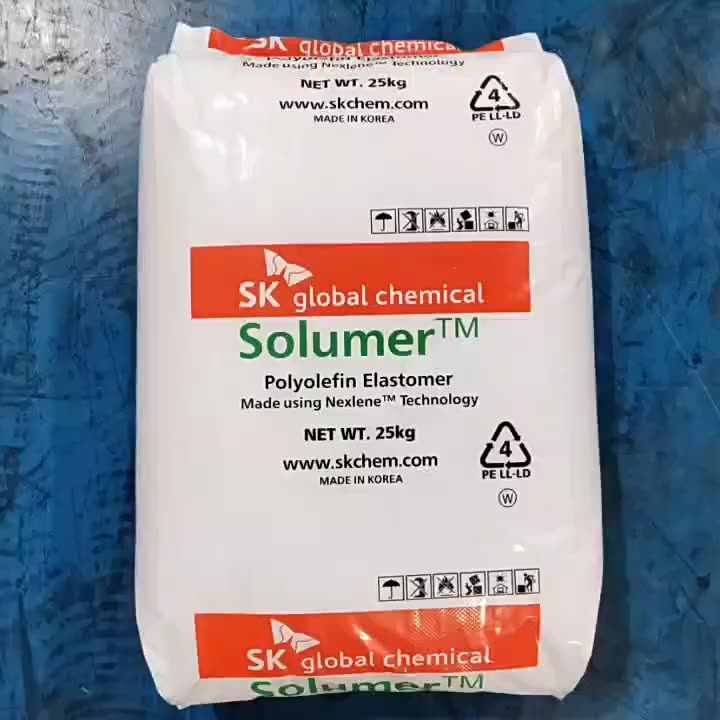 SK global chemical
Polyolefin Elastomer
Made using Nexlene™ Technology
NET WT. 25kg
www.skchem.com
MADE IN KOREA
4
PE LL-LD
W
SK global chemical
Solumer™
Polyolefin Elastomer
Made using Nexlene™ Technology
NET WT. 25kg
www.skchem.com
MADE IN KOREA
4
PE LL-LD
W
SK global chemical
Solumer™